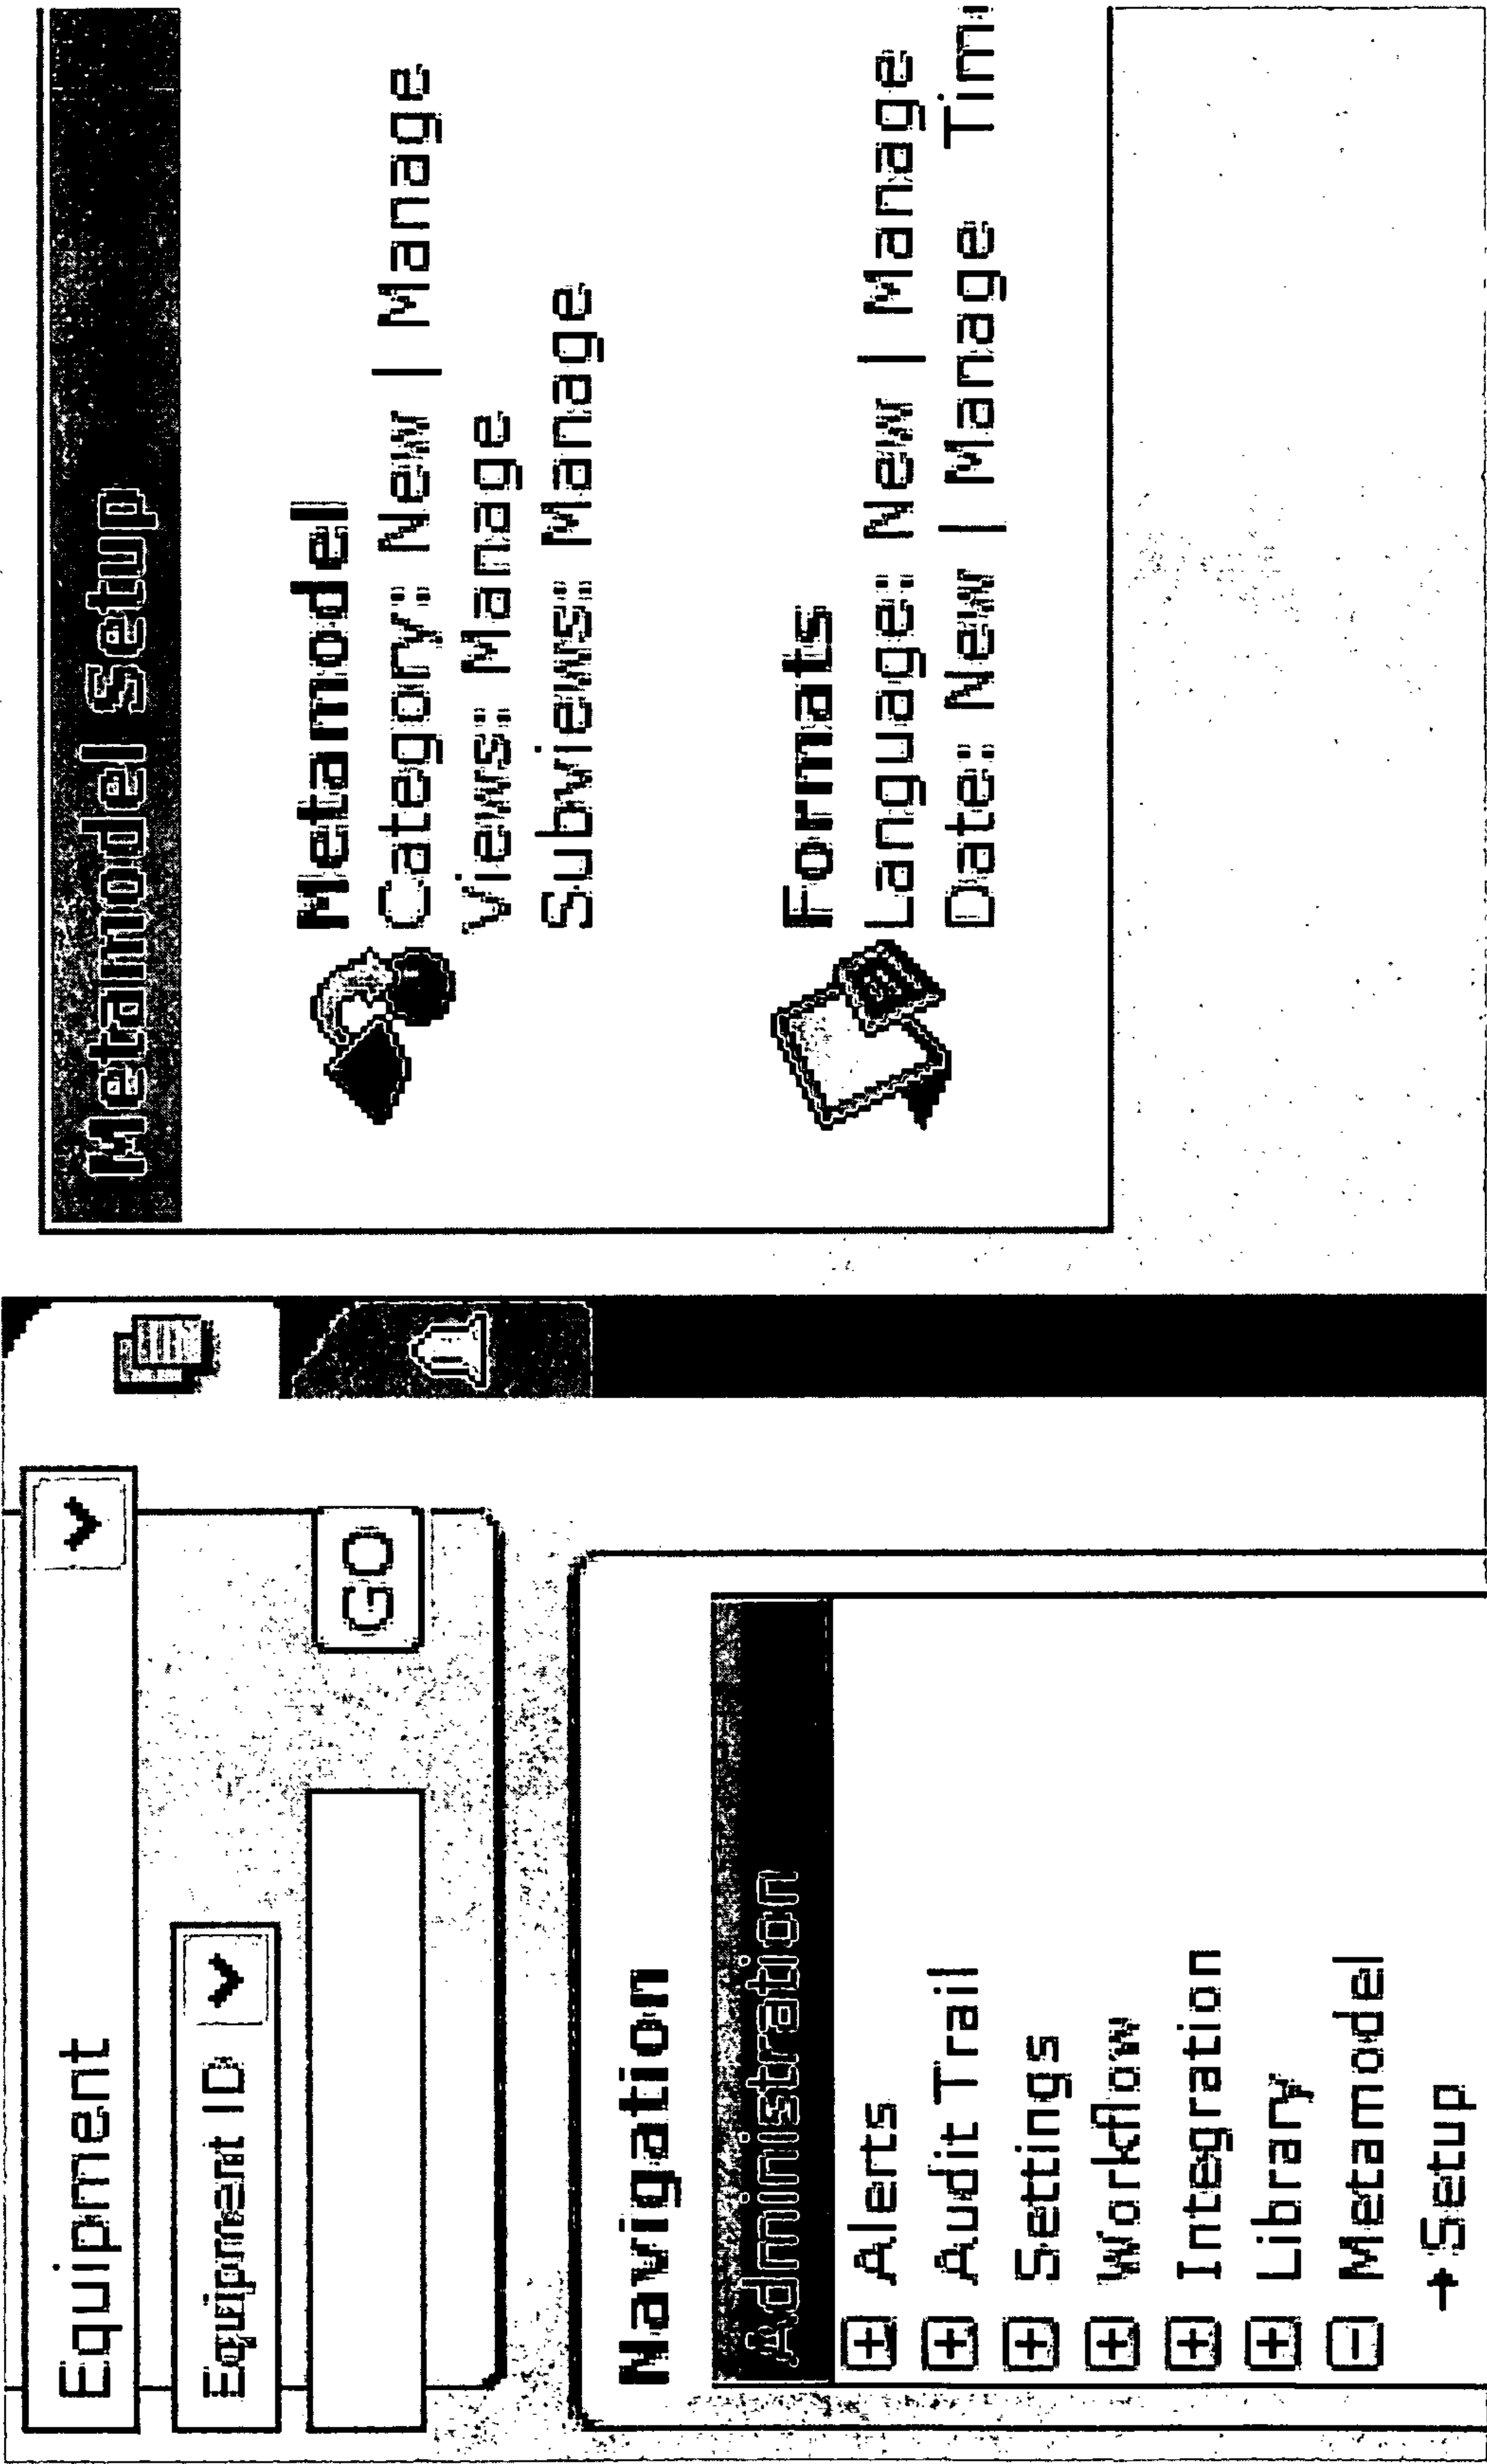 Equipment
Equipment ID
GO
Navigation
Administration
Alerts
Audit Trail
Settings
Workflow
Integration
Library
Metamodel
Setup
Metamodel Setup
Metamodel
Category: New | Manage
Views: Manage
Subviews: Manage
Formats
Language: New | Manage
Date: New | Manage Tim